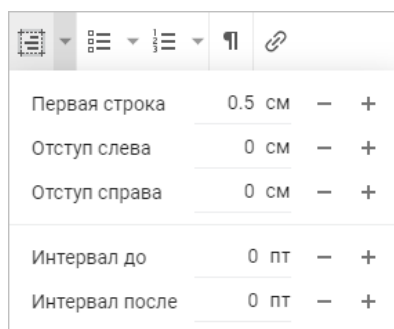 Первая строка 0.5 см
Отступ слева 0 см
Отступ справа 0 см
Интервал до 0 пт
Интервал после 0 пт